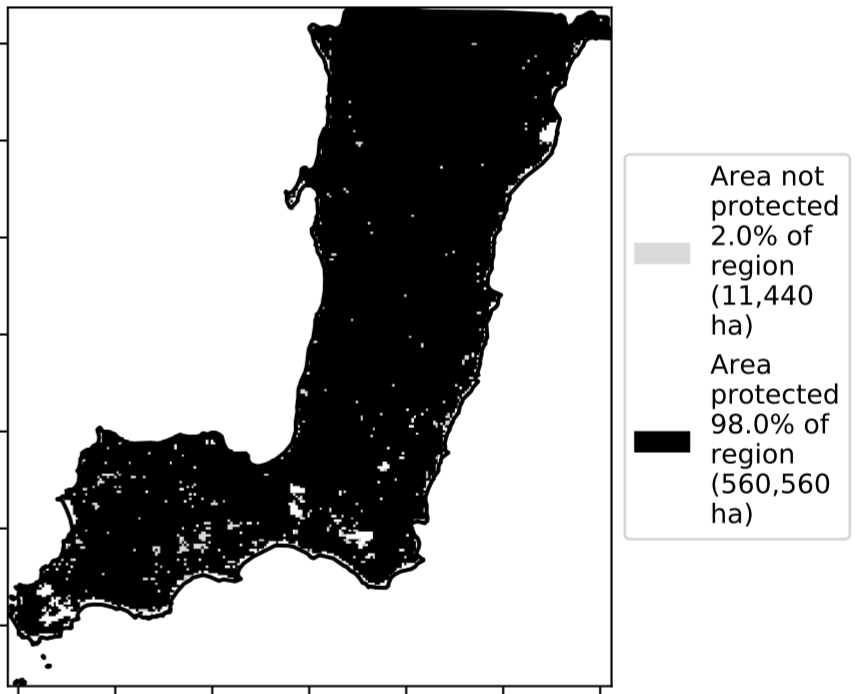 Area not
protected
2.0% of
region
(11,440
ha)
Area
protected
98.0% of
region
(560,560
ha)